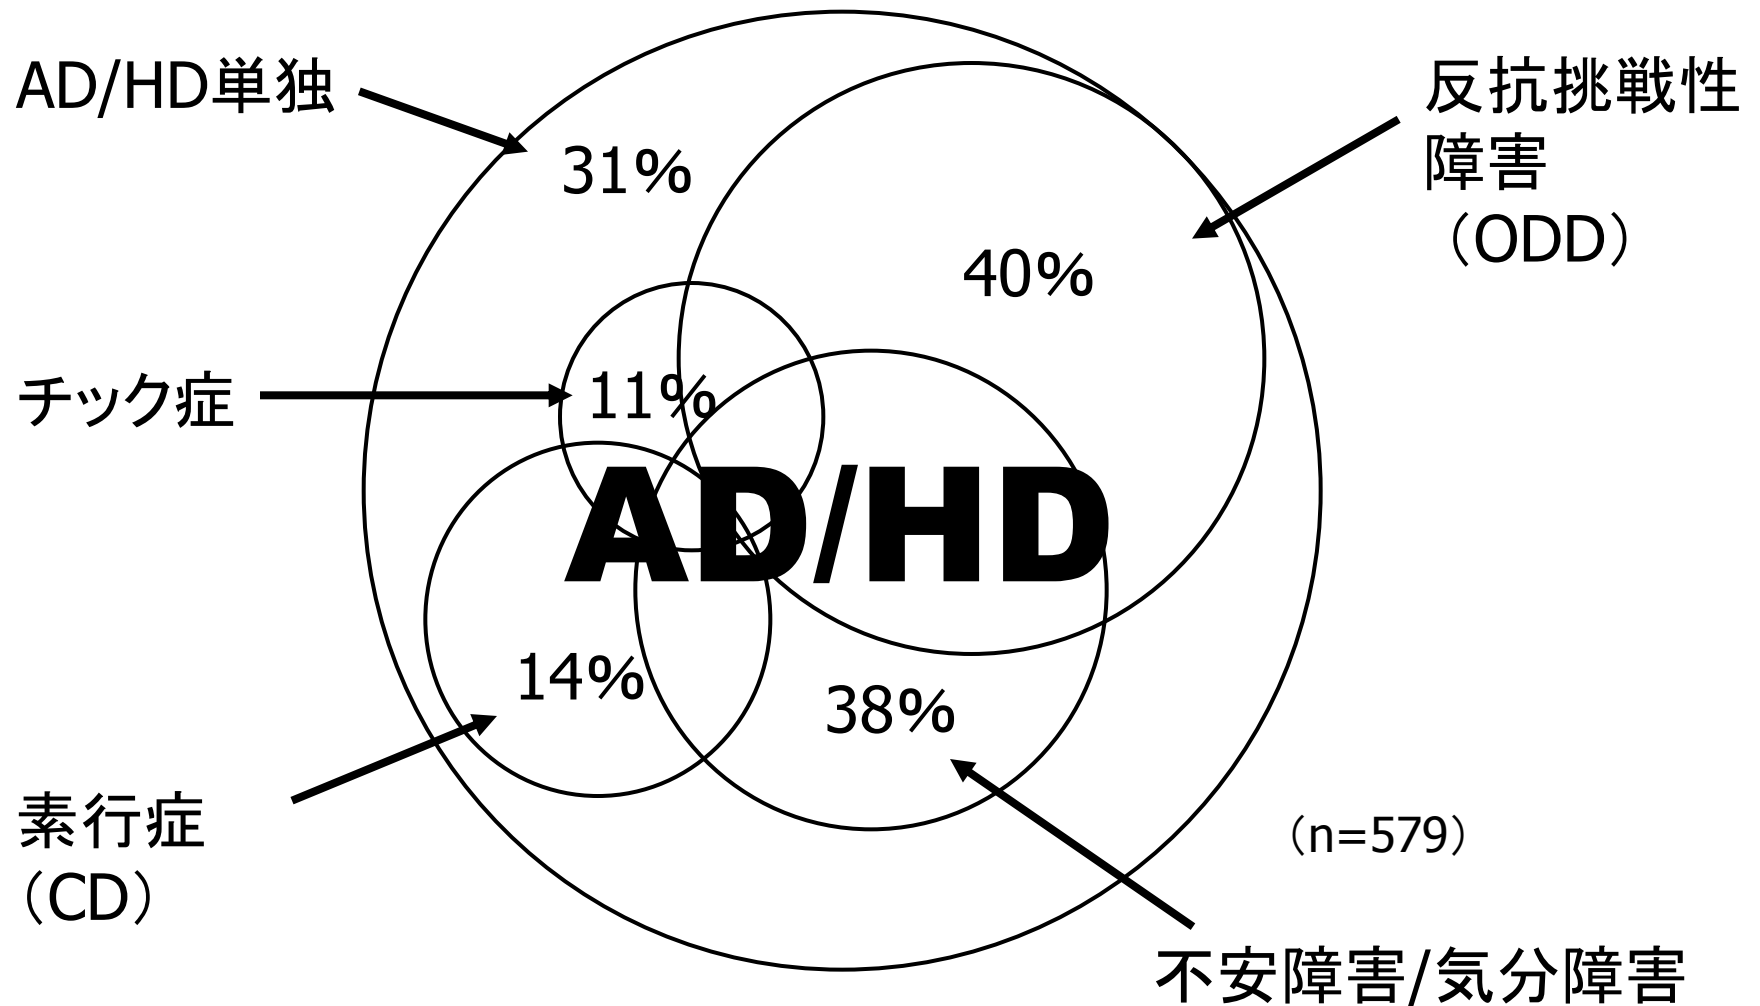 AD/HD単独
31%
反抗挑戦性
障害
（ODD）
40%
チック症
11%
AD/HD
14%
38%
素行症
（CD）
（n=579）
不安障害/気分障害